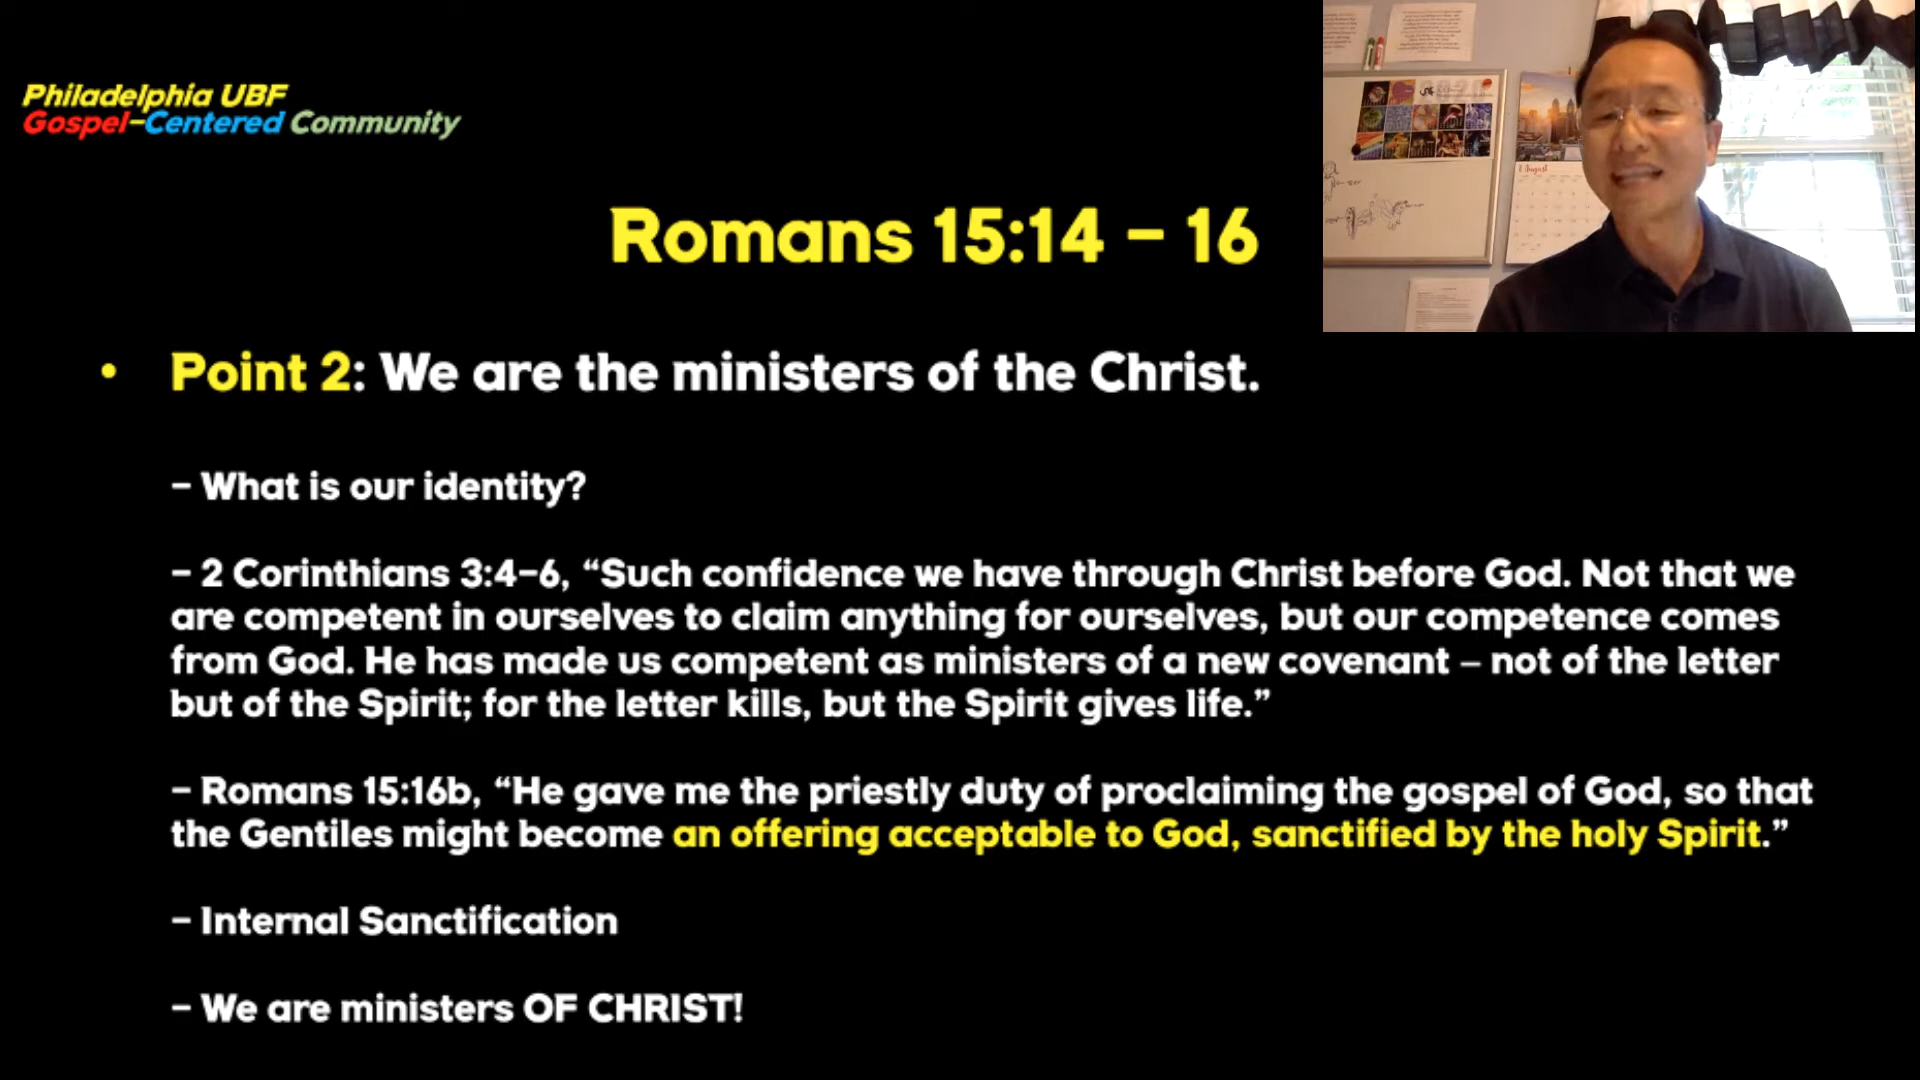 Philadelphia UBF
Gospel-Centered Community
Romans 15:14 – 16
• Point 2: We are the ministers of the Christ.
– What is our identity?
– 2 Corinthians 3:4–6, “Such confidence we have through Christ before God. Not that we
are competent in ourselves to claim anything for ourselves, but our competence comes
from God. He has made us competent as ministers of a new covenant – not of the letter
but of the Spirit; for the letter kills, but the Spirit gives life.”
– Romans 15:16b, “He gave me the priestly duty of proclaiming the gospel of God, so that
the Gentiles might become an offering acceptable to God, sanctified by the holy Spirit.”
– Internal Sanctification
– We are ministers OF CHRIST!
August